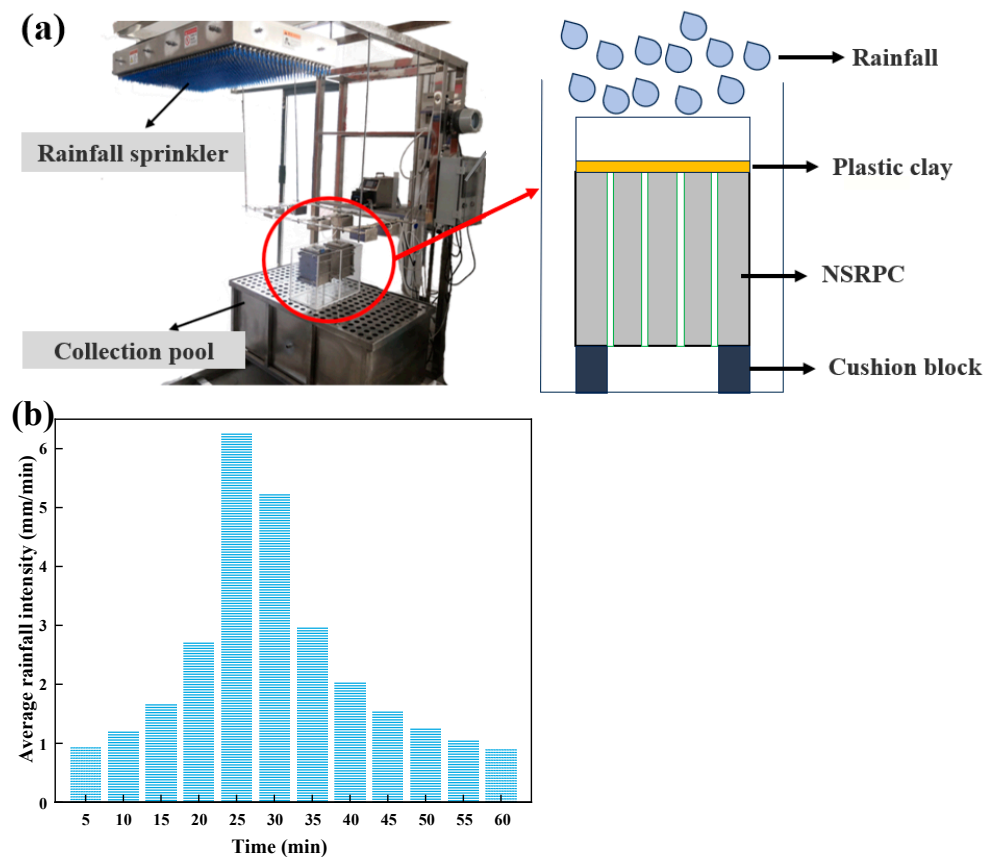 (a)
Rainfall
Rainfall sprinkler
Plastic clay
NSRPC
Collection pool
Cushion block
(b)
Average rainfall intensity (mm/min)
6
5
4
3
2
1
0
5 10 15 20 25 30 35 40 45 50 55 60
Time (min)